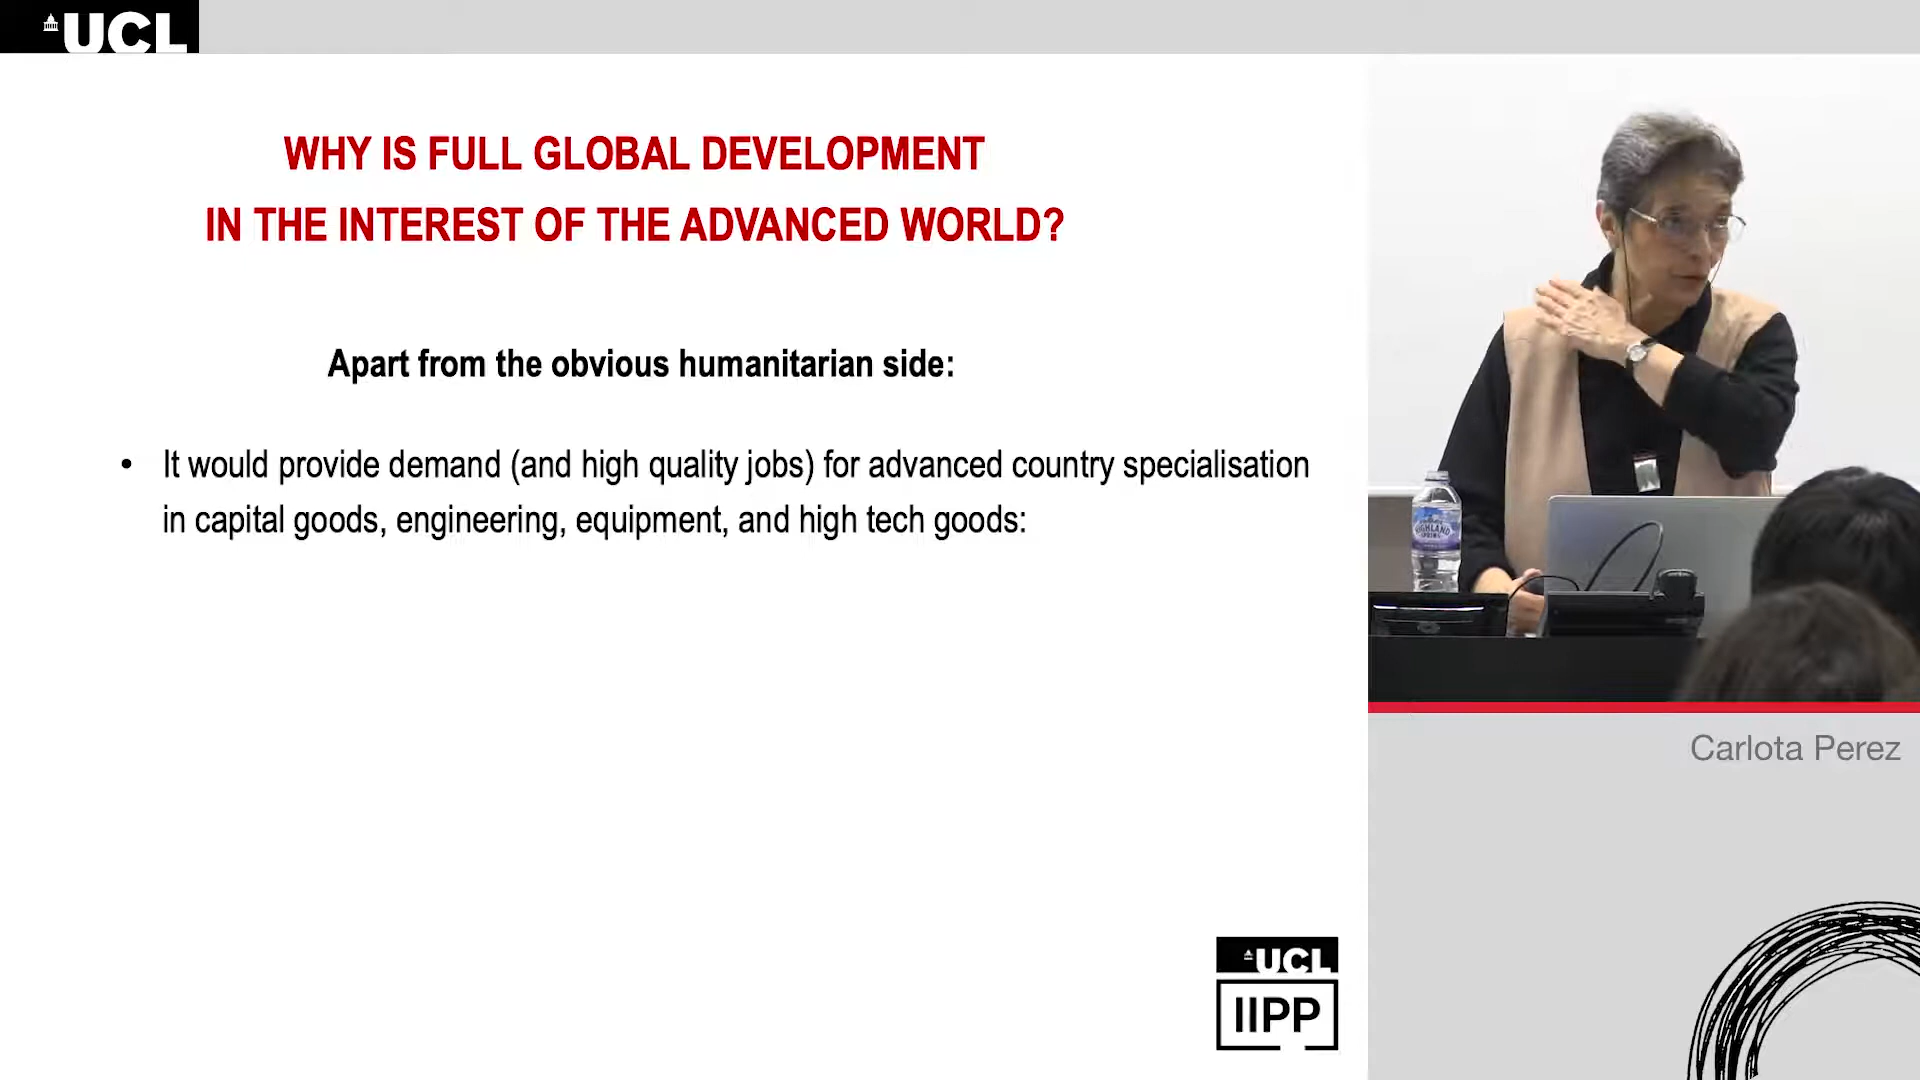 UCL
WHY IS FULL GLOBAL DEVELOPMENT
IN THE INTEREST OF THE ADVANCED WORLD?
Apart from the obvious humanitarian side:
• It would provide demand (and high quality jobs) for advanced country specialisation
in capital goods, engineering, equipment, and high tech goods:
HIGHLAND
SPRING
Carlota Perez
UCL
IIPP